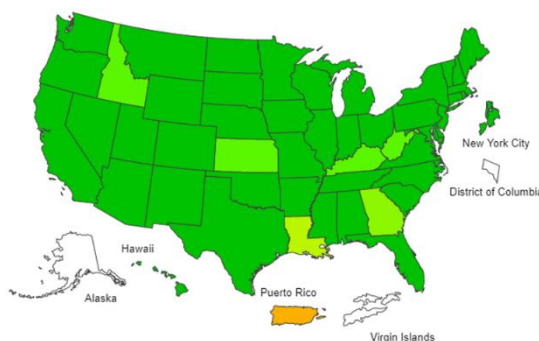 New York City
District of Columbia
Hawaii
Alaska
Puerto Rico
Virgin Islands